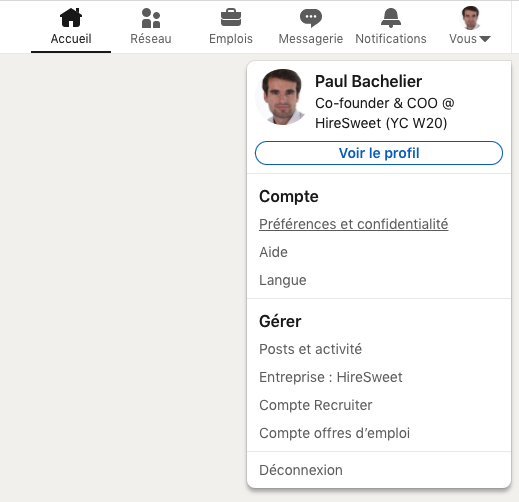 Accueil
Réseau
Emplois
Messagerie
Notifications
Vous
Paul Bachelier
Co-founder & COO @
HireSweet (YC W20)
Voir le profil
Compte
Préférences et confidentialité
Aide
Langue
Gérer
Posts et activité
Entreprise : HireSweet
Compte Recruiter
Compte offres d’emploi
Déconnexion